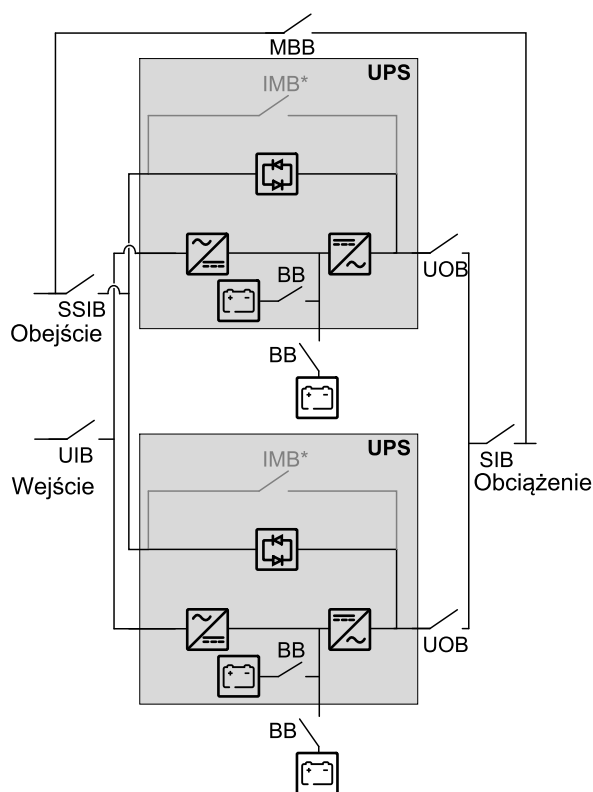 MBB
UPS
IMB*
BB
UOB
SSIB
Obejście
BB
UPS
UIB
IMB*
SIB
Wejście
Obciążenie
BB
UOB
BB